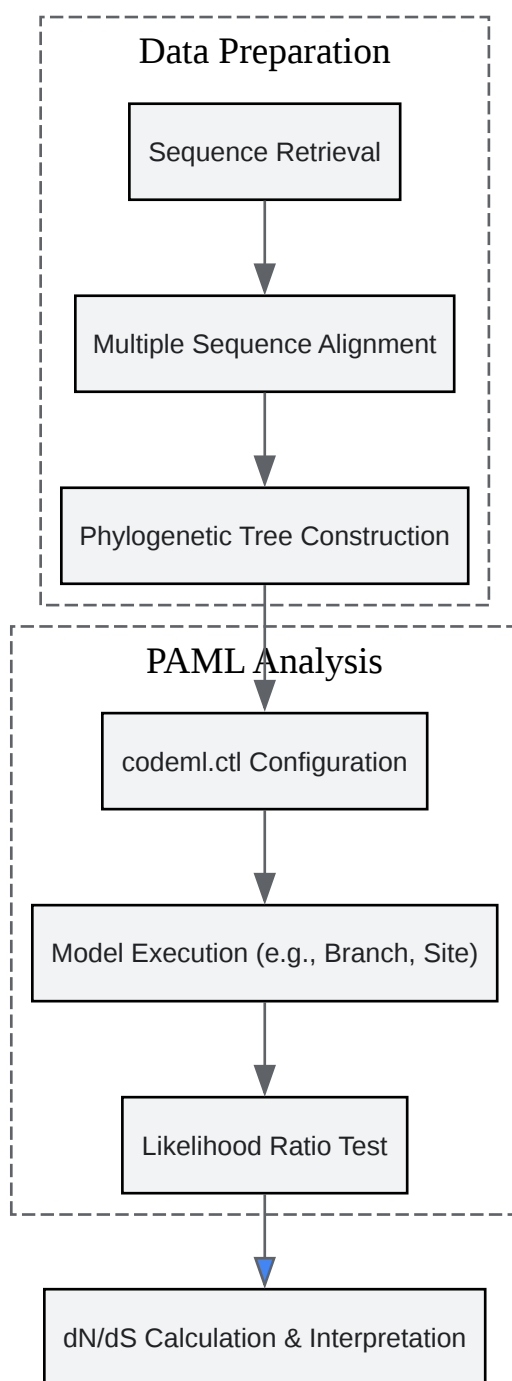 Data Preparation
Sequence Retrieval
Multiple Sequence Alignment
Phylogenetic Tree Construction
PAML Analysis
codeml.ctl Configuration
Model Execution (e.g., Branch, Site)
Likelihood Ratio Test
dN/dS Calculation & Interpretation